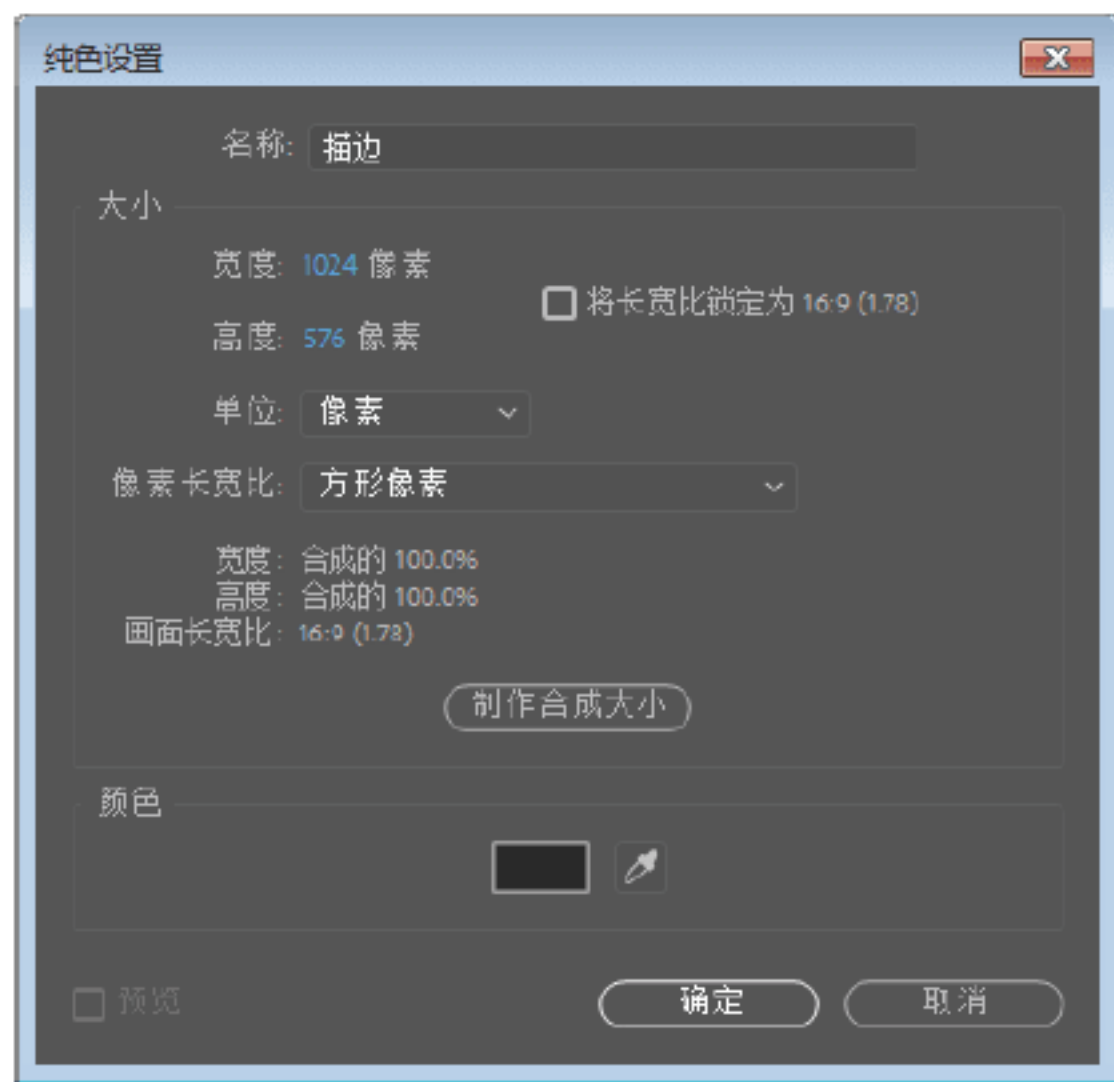 纯色设置
名称: 描边
大小
宽度: 1024 像素
将长宽比锁定为 16:9 (1.78)
高度: 576 像素
单位: 像素
像素长宽比: 方形像素
宽度: 合成的 100.0%
高度: 合成的 100.0%
画面长宽比: 16:9 (1.78)
制作合成大小
颜色
预览
确定
取消